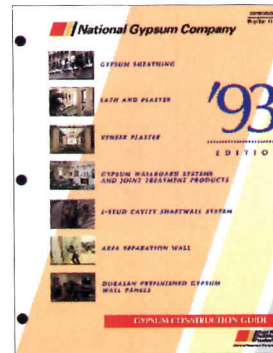 National Gypsum Company
GYPSUM SHEATHING
LATH AND PLASTER
'93
VENEER PLASTER
EDITION
GYPSUM WALLBOARD SYSTEMS
AND JOINT TREATMENT PRODUCTS
I-STUD CAVITY SHAFTWALL SYSTEM
AREA SEPARATION WALL
DURASAN PREFINISHED GYPSUM
WALL PANELS
GYPSUM CONSTRUCTION GUIDE